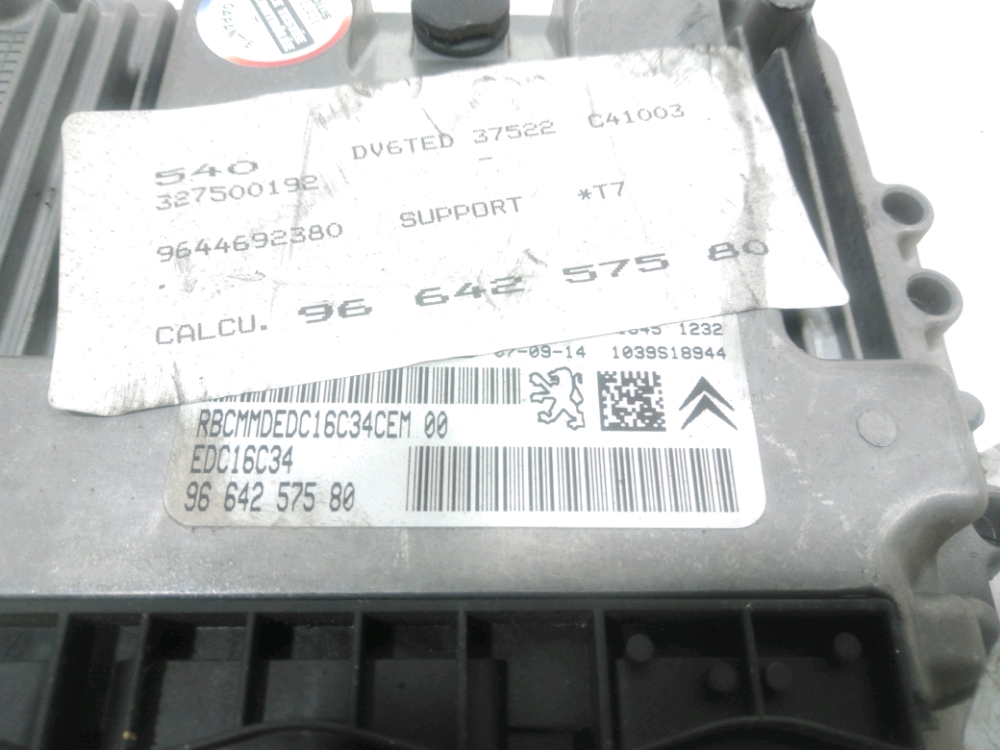 540 DV6TED 37522 C41003
327500192 -
9644692380 SUPPORT *T7
.
CALCU. 96 642 575 80
1232
07-09-14 1039S18944
RBCMMDEDC16C34CEM 00
EDC16C34
96 642 575 80